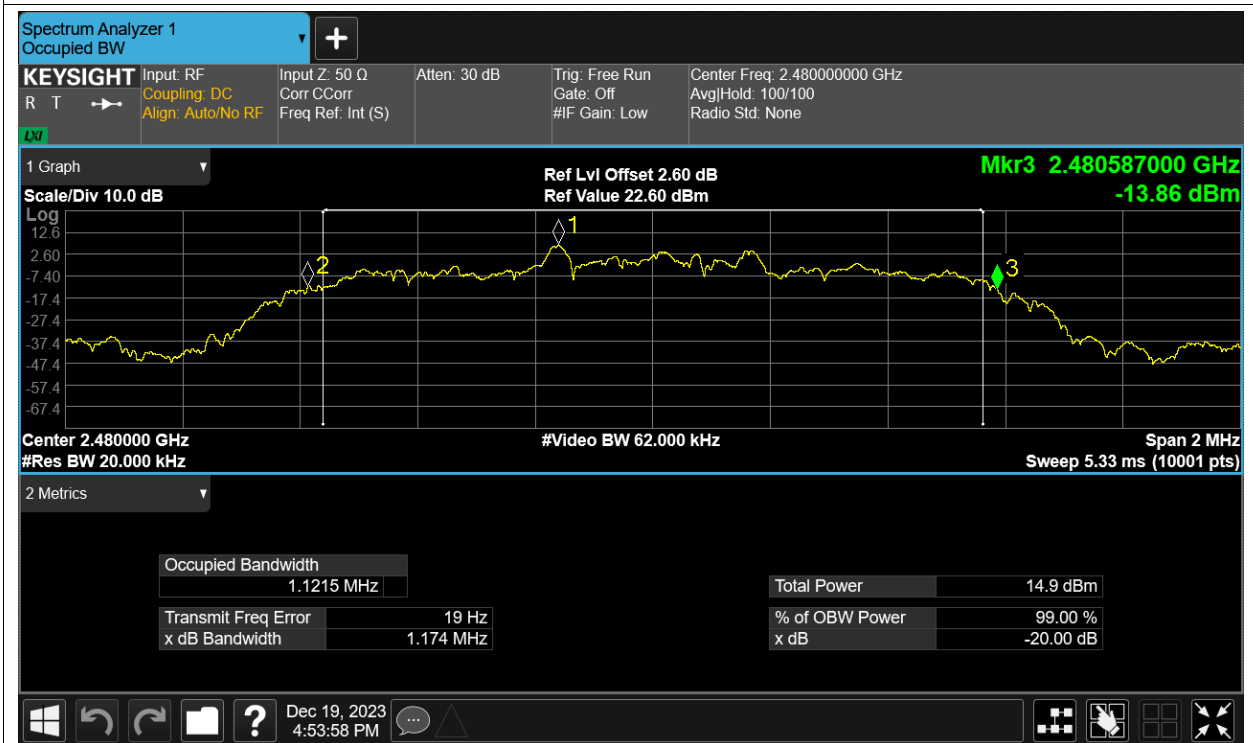 Spectrum Analyzer 1
Occupied BW
KEYSIGHT
R T
LXI
Input: RF
Coupling: DC
Align: Auto/No RF
Input Z: 50 Ω
Corr CCorr
Freq Ref: Int (S)
Atten: 30 dB
Trig: Free Run
Gate: Off
#IF Gain: Low
Center Freq: 2.480000000 GHz
Avg|Hold: 100/100
Radio Std: None
1 Graph
Scale/Div 10.0 dB
Ref Lvl Offset 2.60 dB
Ref Value 22.60 dBm
Mkr3 2.480587000 GHz
-13.86 dBm
Log
12.6
2.60
-7.40
-17.4
-27.4
-37.4
-47.4
-57.4
-67.4
1
2
3
Center 2.480000 GHz
#Res BW 20.000 kHz
#Video BW 62.000 kHz
Span 2 MHz
Sweep 5.33 ms (10001 pts)
2 Metrics
Occupied Bandwidth
1.1215 MHz
Transmit Freq Error 19 Hz
x dB Bandwidth 1.174 MHz
Total Power 14.9 dBm
% of OBW Power 99.00 %
x dB -20.00 dB
?
Dec 19, 2023
4:53:58 PM